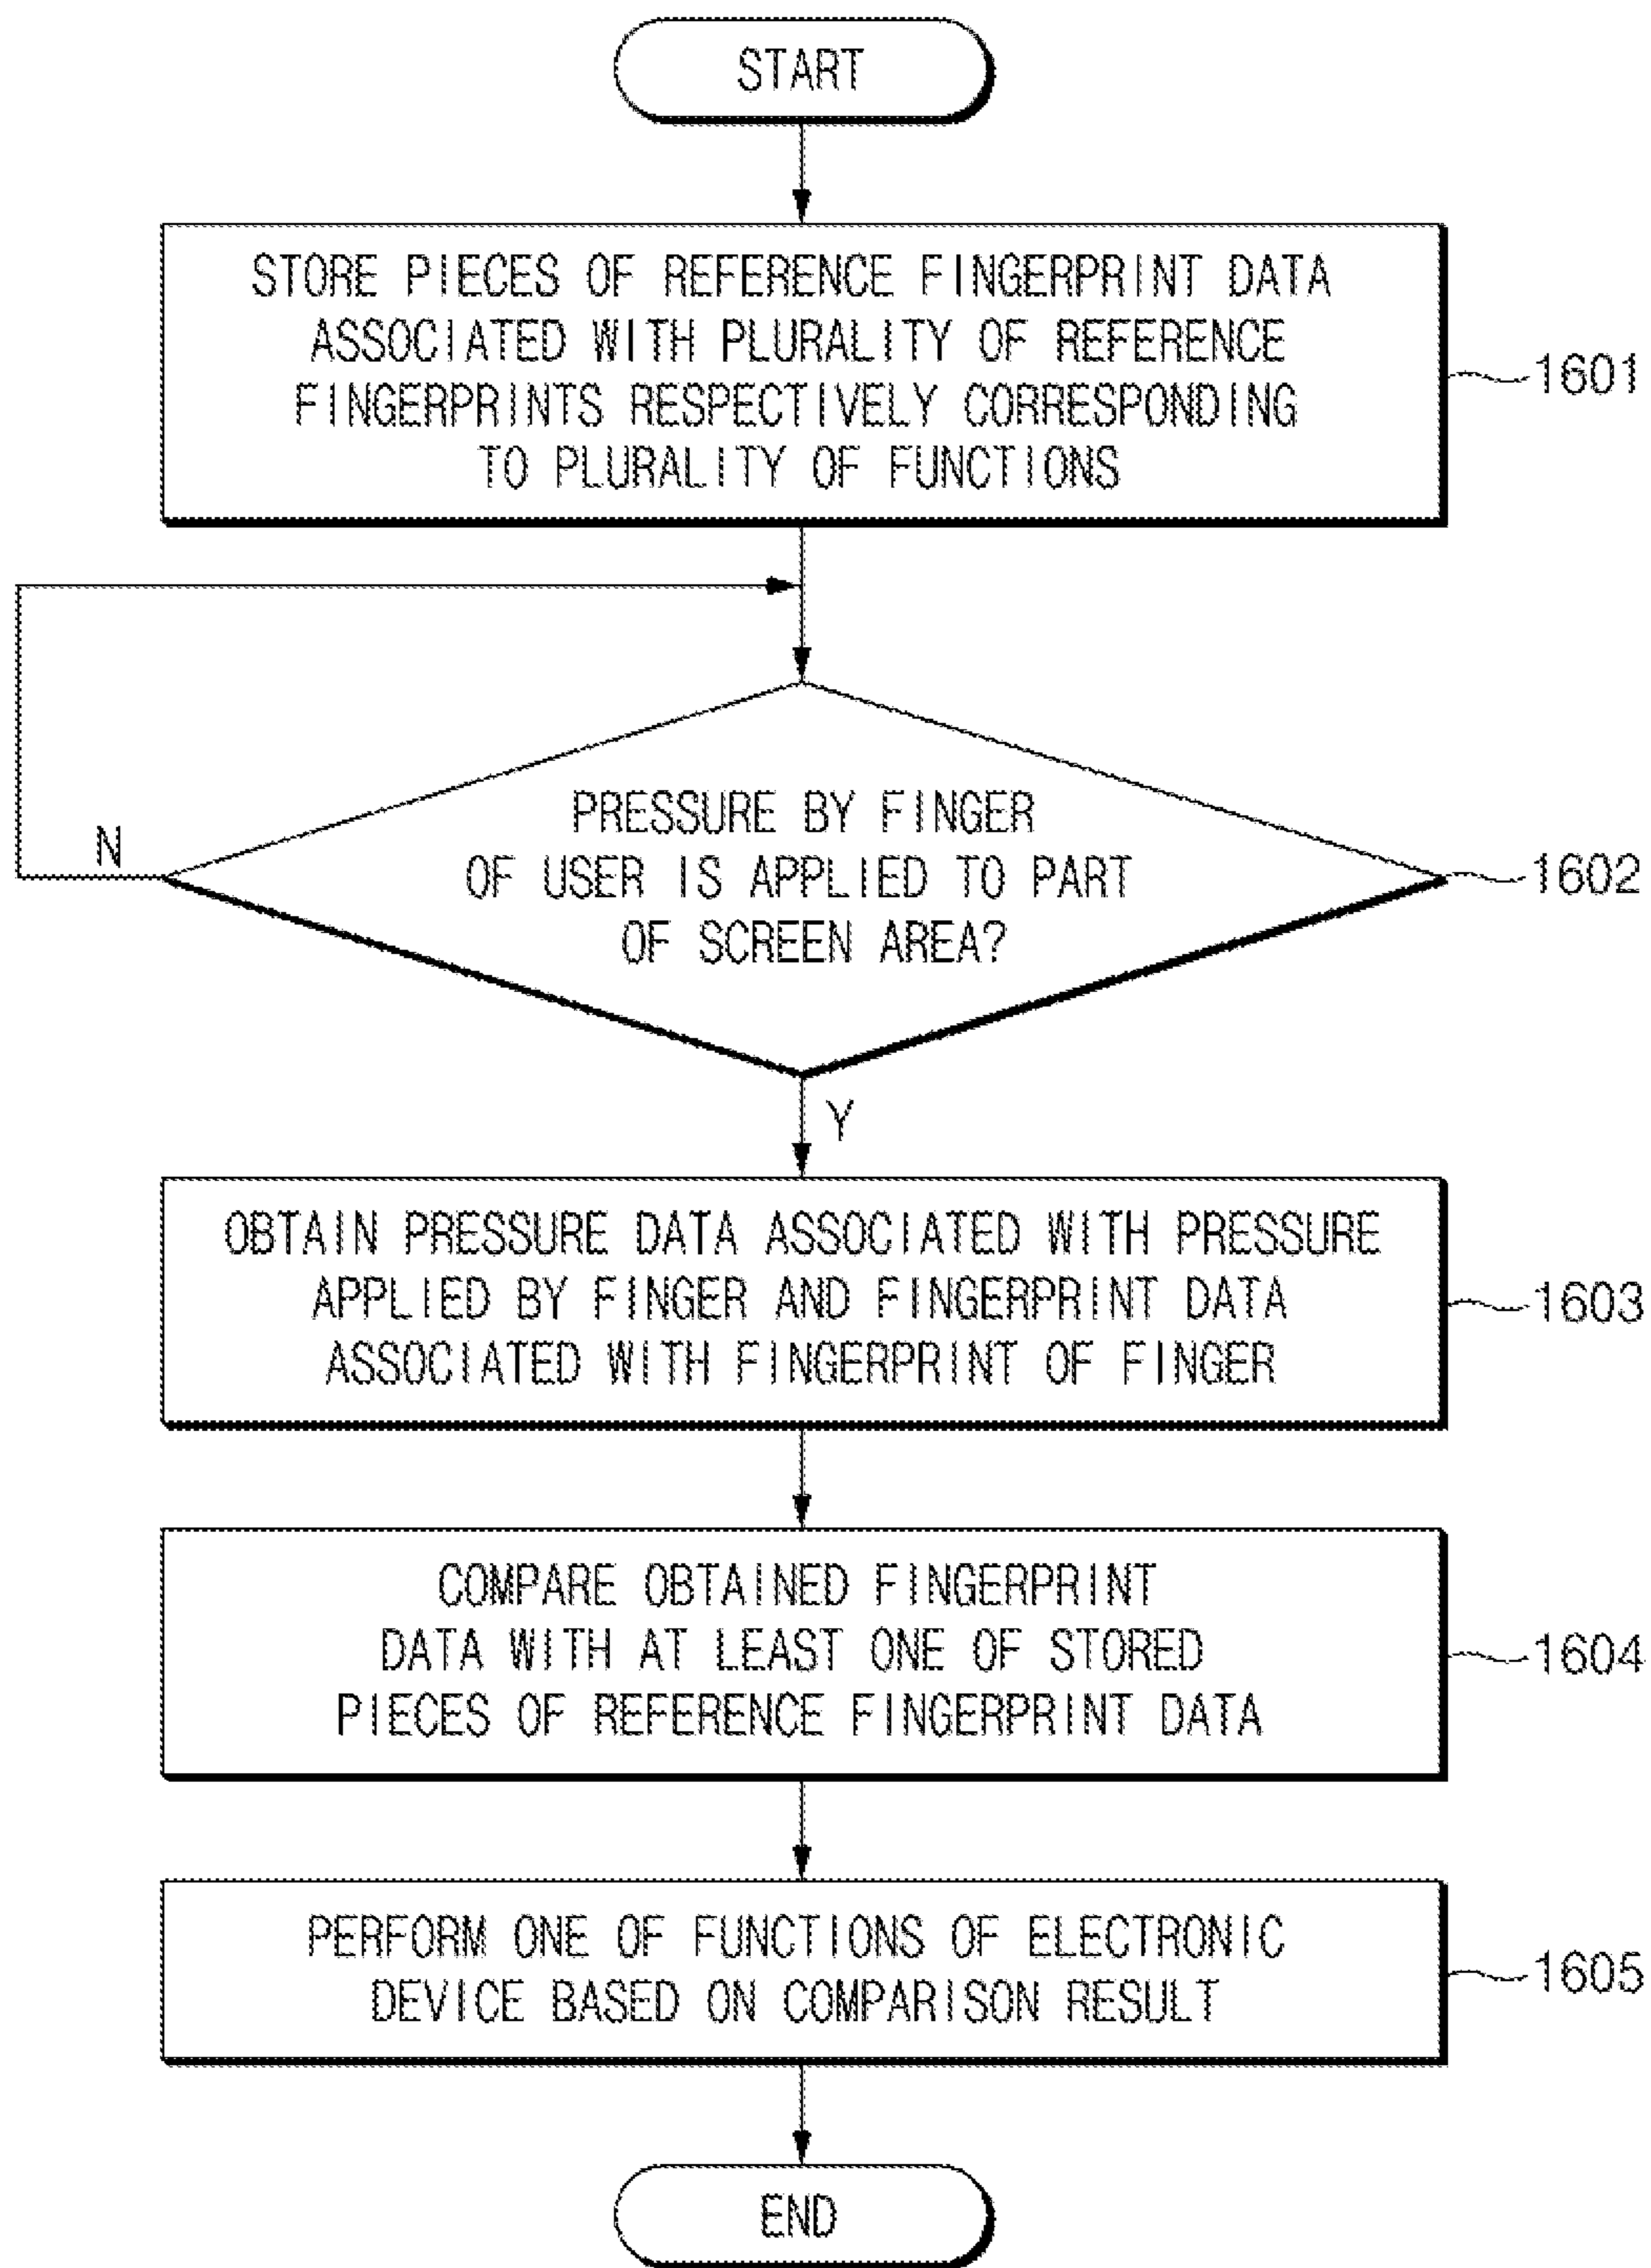 START
STORE PIECES OF REFERENCE FINGERPRINT DATA
ASSOCIATED WITH PLURALITY OF REFERENCE
FINGERPRINTS RESPECTIVELY CORRESPONDING
TO PLURALITY OF FUNCTIONS
1601
PRESSURE BY FINGER
OF USER IS APPLIED TO PART
OF SCREEN AREA?
N
1602
Y
OBTAIN PRESSURE DATA ASSOCIATED WITH PRESSURE
APPLIED BY FINGER AND FINGERPRINT DATA
ASSOCIATED WITH FINGERPRINT OF FINGER
1603
COMPARE OBTAINED FINGERPRINT
DATA WITH AT LEAST ONE OF STORED
PIECES OF REFERENCE FINGERPRINT DATA
1604
PERFORM ONE OF FUNCTIONS OF ELECTRONIC
DEVICE BASED ON COMPARISON RESULT
1605
END